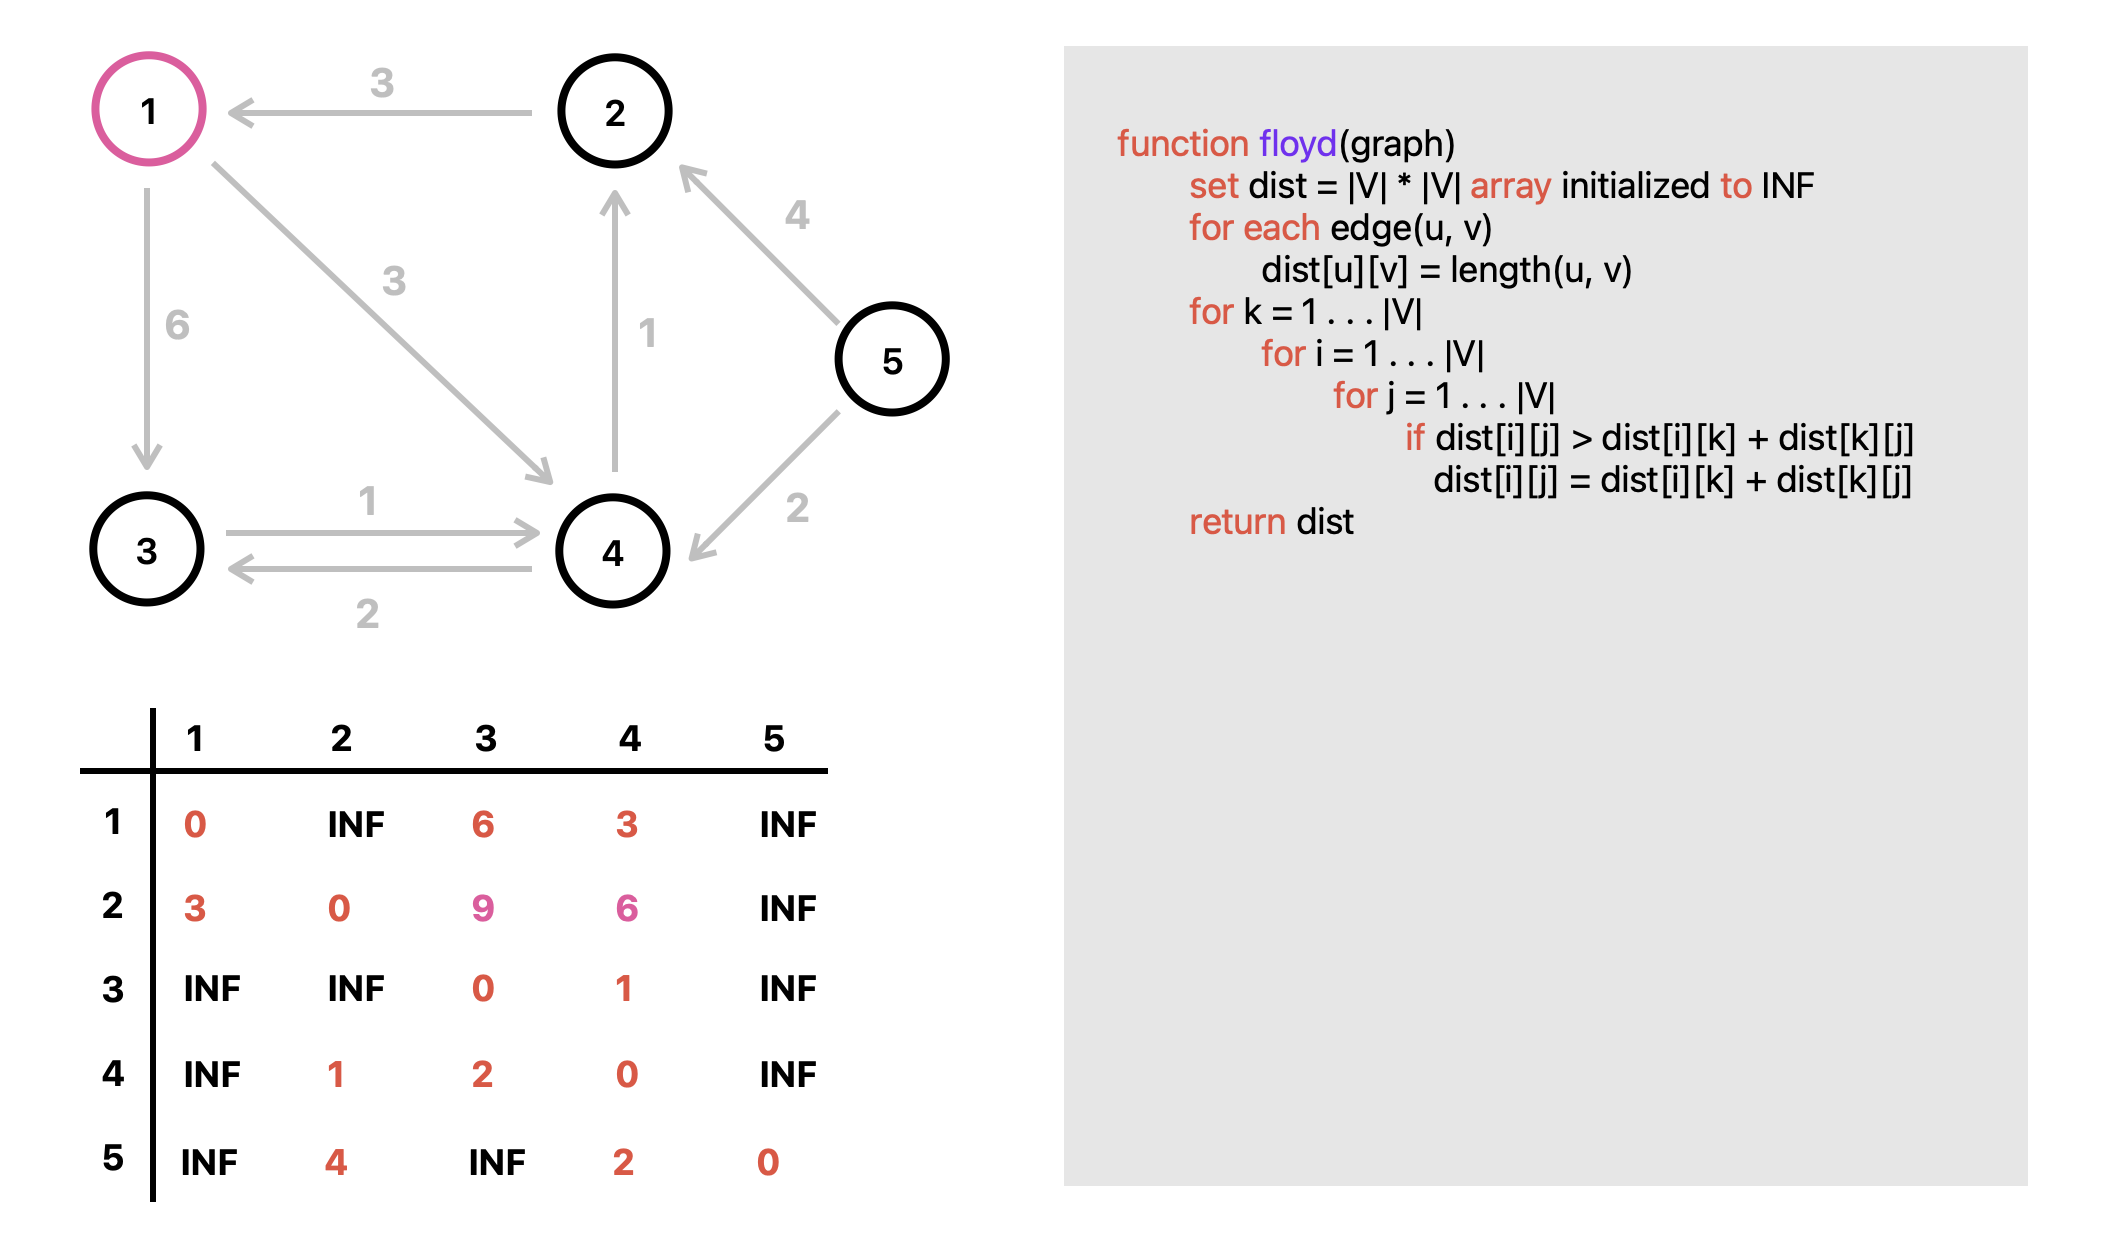 1
3
2
4
3
6
1
5
1
3
4
2
2
1 2 3 4 5
1 0 INF 6 3 INF
2 3 0 9 6 INF
3 INF INF 0 1 INF
4 INF 1 2 0 INF
5 INF 4 INF 2 0
function floyd(graph)
set dist = |V| * |V| array initialized to INF
for each edge(u, v)
dist[u][v] = length(u, v)
for k = 1 . . . |V|
for i = 1 . . . |V|
for j = 1 . . . |V|
if dist[i][j] > dist[i][k] + dist[k][j]
dist[i][j] = dist[i][k] + dist[k][j]
return dist